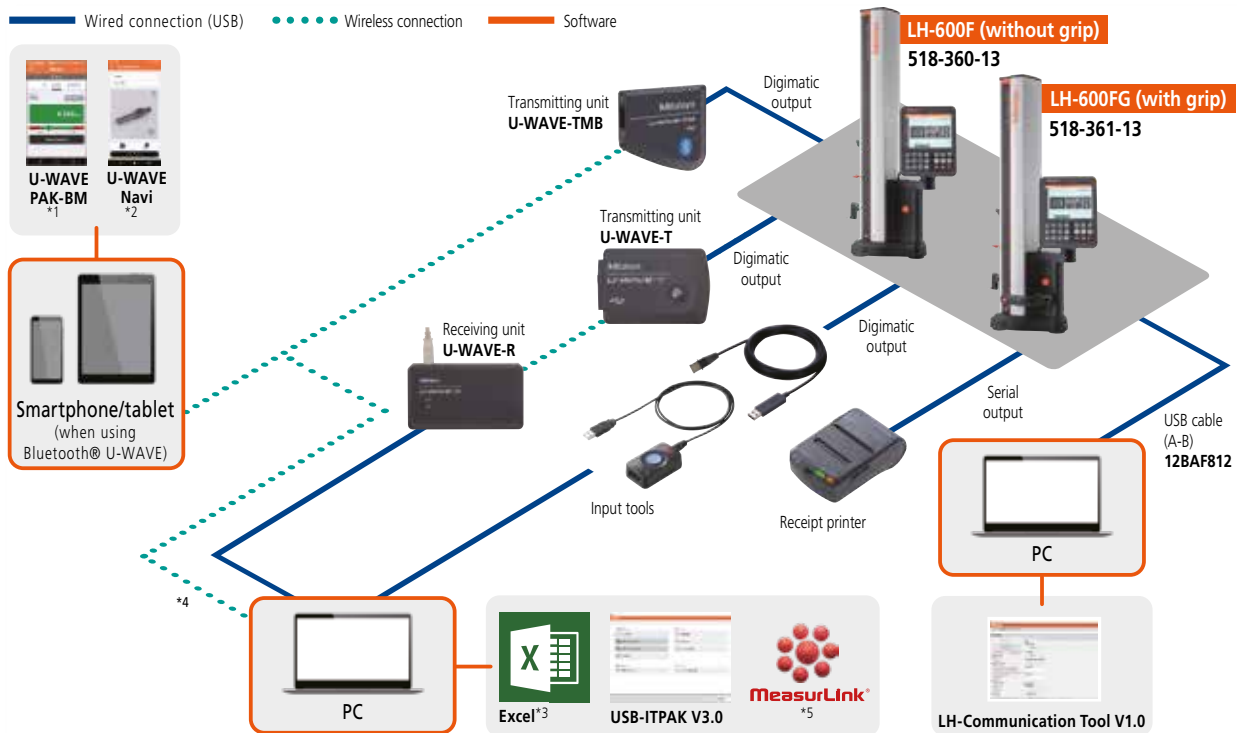 Wired connection (USB)
Wireless connection
Software
LH-600F (without grip)
518-360-13
LH-600FG (with grip)
518-361-13
Digimatic
output
Transmitting unit
U-WAVE-TMB
Mitutoyo
U-WAVE
PAK-BM
*1
U-WAVE
Navi
*2
Transmitting unit
U-WAVE-T
Mitutoyo
Digimatic
output
Receiving unit
U-WAVE-R
Digimatic
output
Smartphone/tablet
(when using
Bluetooth® U-WAVE)
Serial
output
USB cable
(A-B)
12BAF812
Input tools
Receipt printer
PC
*4
PC
X
Excel*3
USB-ITPAK V3.0
MeasurLink®
*5
LH-Communication Tool V1.0